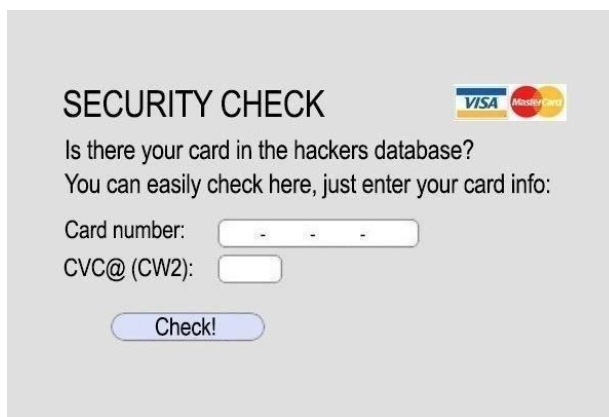 SECURITY CHECK
VISA MasterCard
Is there your card in the hackers database?
You can easily check here, just enter your card info:
Card number: - - -
CVC@ (CW2):
Check!